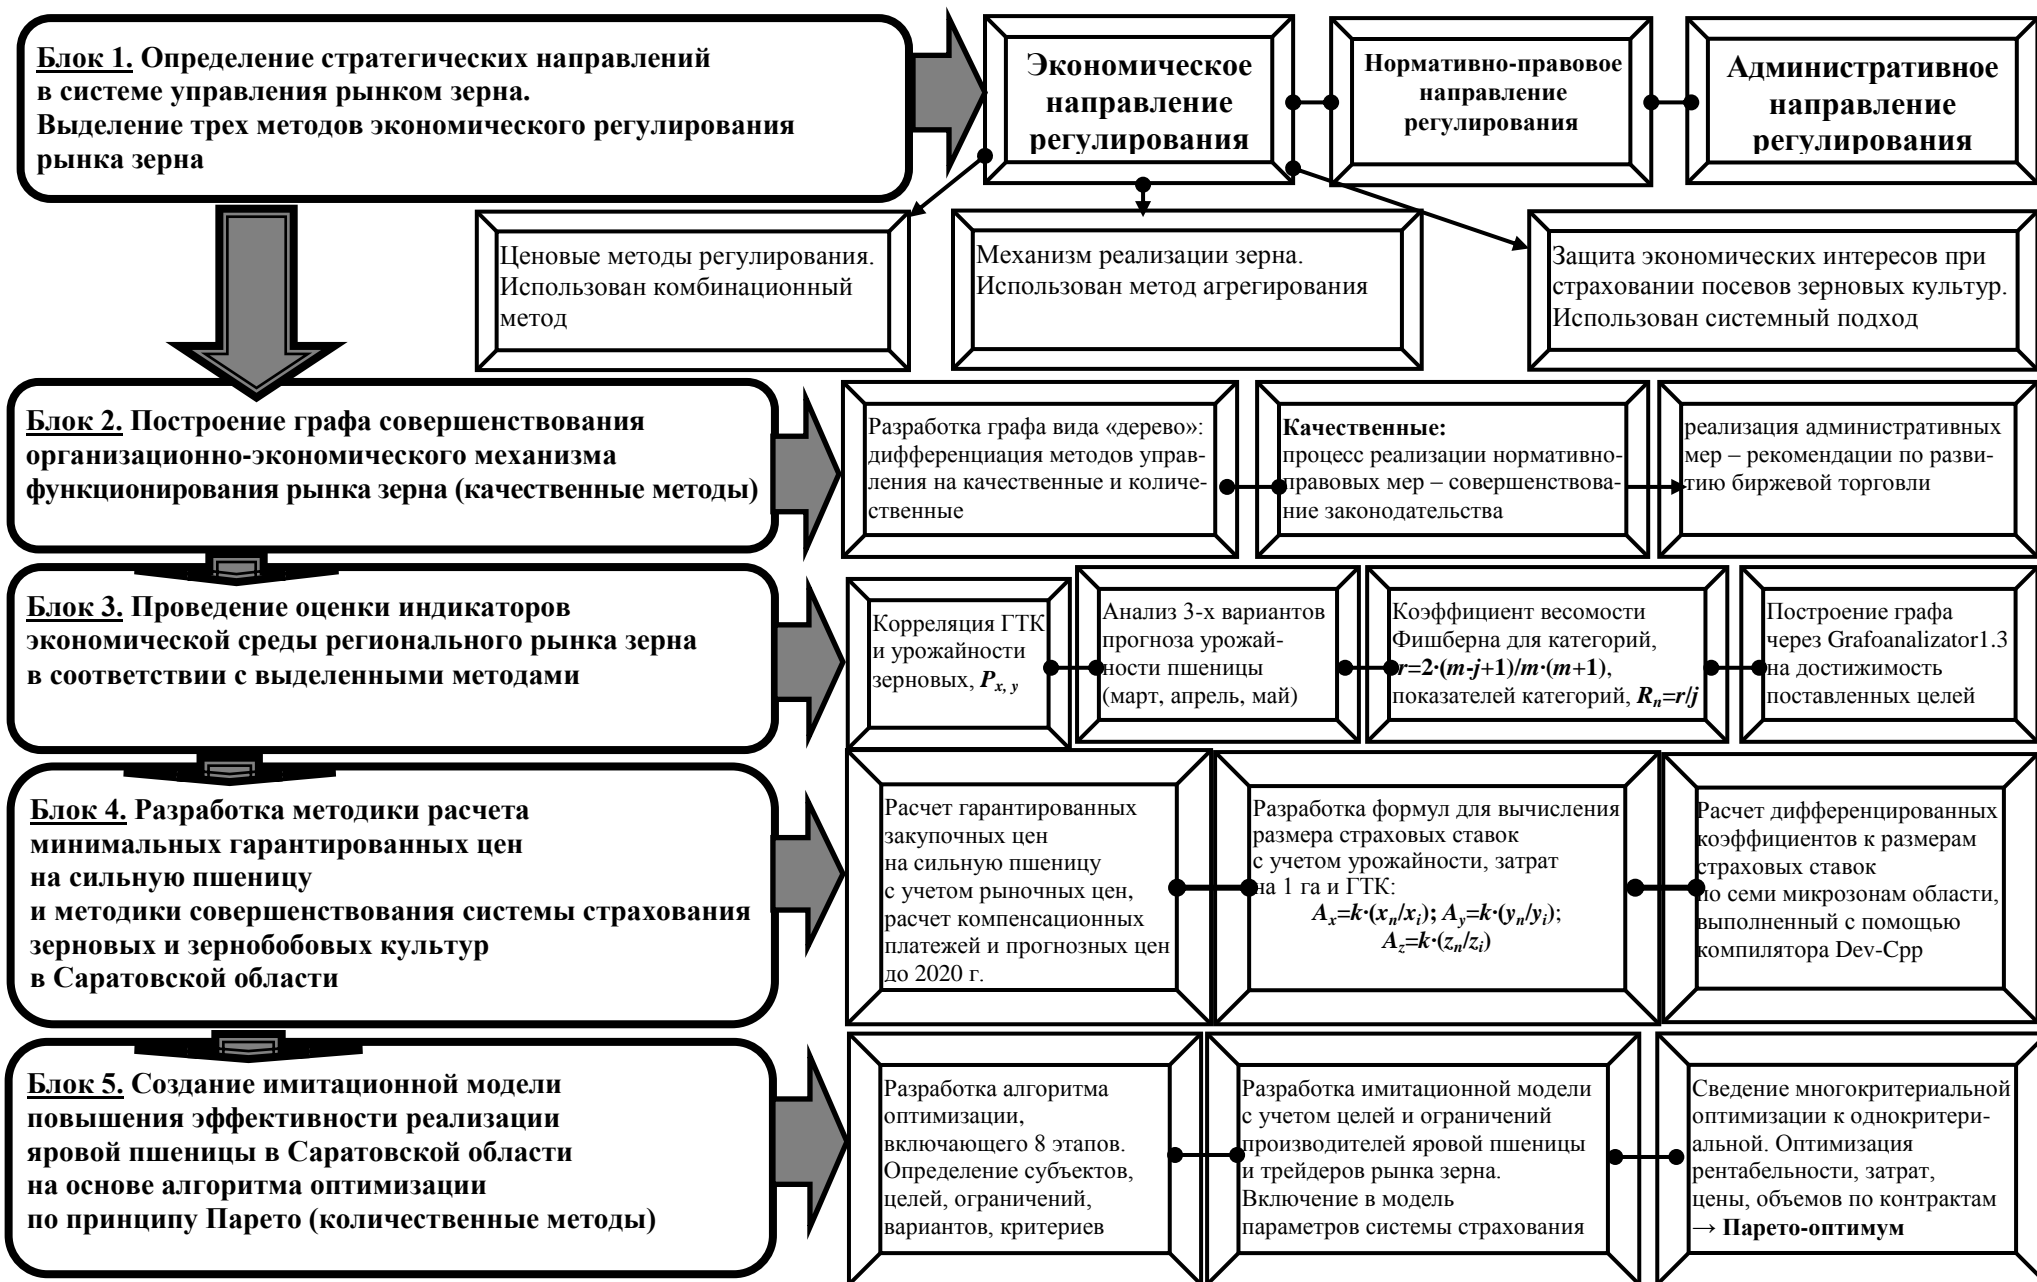 Блок 1. Определение стратегических направлений
в системе управления рынком зерна.
Выделение трех методов экономического регулирования
рынка зерна
Экономическое
направление
регулирования
Нормативно-правовое
направление
регулирования
Административное
направление
регулирования
Ценовые методы регулирования.
Использован комбинационный
метод
Механизм реализации зерна.
Использован метод агрегирования
Защита экономических интересов при
страховании посевов зерновых культур.
Использован системный подход
Блок 2. Построение графа совершенствования
организационно-экономического механизма
функционирования рынка зерна (качественные методы)
Разработка графа вида «дерево»:
дифференциация методов управ-
ления на качественные и количе-
ственные
Качественные:
процесс реализации нормативно-
правовых мер – совершенствова-
ние законодательства
реализация административных
мер – рекомендации по разви-
тию биржевой торговли
Блок 3. Проведение оценки индикаторов
экономической среды регионального рынка зерна
в соответствии с выделенными методами
Корреляция ГТК
и урожайности
зерновых, Px, y
Анализ 3-х вариантов
прогноза урожай-
ности пшеницы
(март, апрель, май)
Коэффициент весомости
Фишберна для категорий,
r=2·(m-j+1)/m·(m+1),
показателей категорий, Rn=r/j
Построение графа
через Grafoanalizator1.3
на достижимость
поставленных целей
Блок 4. Разработка методики расчета
минимальных гарантированных цен
на сильную пшеницу
и методики совершенствования системы страхования
зерновых и зернобобовых культур
в Саратовской области
Расчет гарантированных
закупочных цен
на сильную пшеницу
с учетом рыночных цен,
расчет компенсационных
платежей и прогнозных цен
до 2020 г.
Разработка формул для вычисления
размера страховых ставок
с учетом урожайности, затрат
на 1 га и ГТК:
Ax=k·(xn/xi); Ay=k·(yn/yi);
Az=k·(zn/zi)
Расчет дифференцированных
коэффициентов к размерам
страховых ставок
по семи микрозонам области,
выполненный с помощью
компилятора Dev-Cpp
Блок 5. Создание имитационной модели
повышения эффективности реализации
яровой пшеницы в Саратовской области
на основе алгоритма оптимизации
по принципу Парето (количественные методы)
Разработка алгоритма
оптимизации,
включающего 8 этапов.
Определение субъектов,
целей, ограничений,
вариантов, критериев
Разработка имитационной модели
с учетом целей и ограничений
производителей яровой пшеницы
и трейдеров рынка зерна.
Включение в модель
параметров системы страхования
Сведение многокритериальной
оптимизации к однокритери-
альной. Оптимизация
рентабельности, затрат,
цены, объемов по контрактам
→ Парето-оптимум